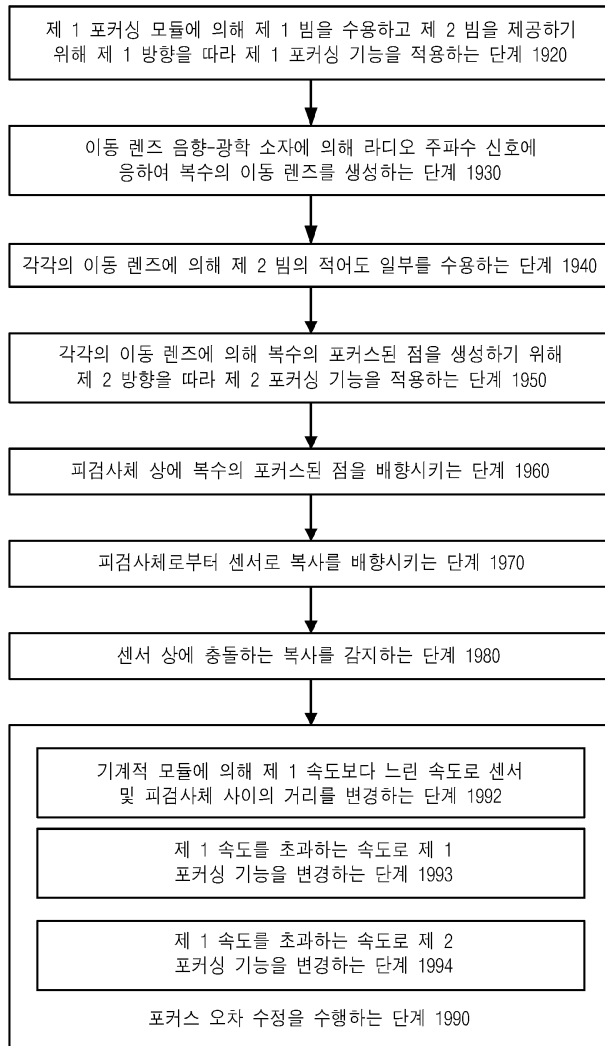 제 1 포커싱 모듈에 의해 제 1 빔을 수용하고 제 2 빔을 제공하기
위해 제 1 방향을 따라 제 1 포커싱 기능을 적용하는 단계 1920
이동 렌즈 음향-광학 소자에 의해 라디오 주파수 신호에
응하여 복수의 이동 렌즈를 생성하는 단계 1930
각각의 이동 렌즈에 의해 제 2 빔의 적어도 일부를 수용하는 단계 1940
각각의 이동 렌즈에 의해 복수의 포커스된 점을 생성하기 위해
제 2 방향을 따라 제 2 포커싱 기능을 적용하는 단계 1950
피검사체 상에 복수의 포커스된 점을 배향시키는 단계 1960
피검사체로부터 센서로 복사를 배향시키는 단계 1970
센서 상에 충돌하는 복사를 감지하는 단계 1980
기계적 모듈에 의해 제 1 속도보다 느린 속도로 센서
및 피검사체 사이의 거리를 변경하는 단계 1992
제 1 속도를 초과하는 속도로 제 1
포커싱 기능을 변경하는 단계 1993
제 1 속도를 초과하는 속도로 제 2
포커싱 기능을 변경하는 단계 1994
포커스 오차 수정을 수행하는 단계 1990